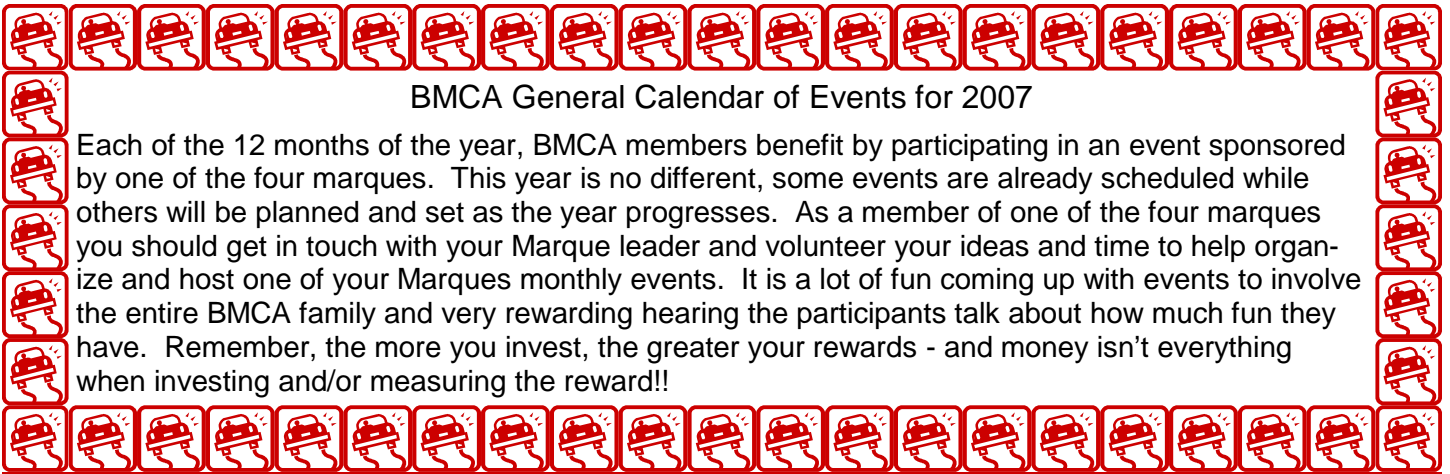 BMCA General Calendar of Events for 2007
Each of the 12 months of the year, BMCA members benefit by participating in an event sponsored
by one of the four marques.  This year is no different, some events are already scheduled while
others will be planned and set as the year progresses.  As a member of one of the four marques
you should get in touch with your Marque leader and volunteer your ideas and time to help organ-
ize and host one of your Marques monthly events.  It is a lot of fun coming up with events to involve
the entire BMCA family and very rewarding hearing the participants talk about how much fun they
have.  Remember, the more you invest, the greater your rewards - and money isn’t everything
when investing and/or measuring the reward!!